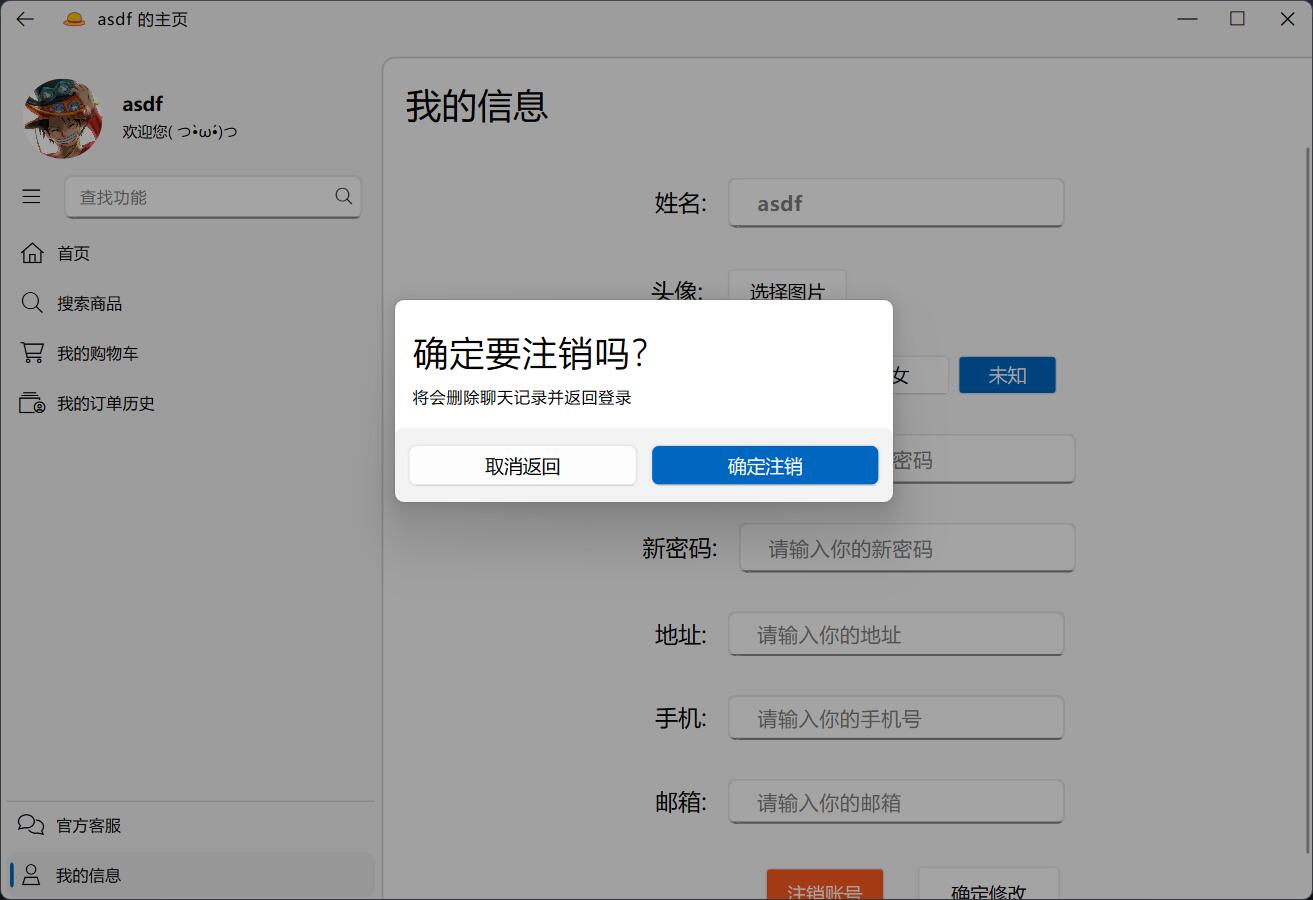 asdf 的主页
asdf
欢迎您( つ•̀ω•́)つ
查找功能
首页
搜索商品
我的购物车
我的订单历史
官方客服
我的信息
我的信息
姓名: asdf
头像: 选择图片
女 未知
密码
新密码: 请输入你的新密码
地址: 请输入你的地址
手机: 请输入你的手机号
邮箱: 请输入你的邮箱
注销账号 确定修改
确定要注销吗?
将会删除聊天记录并返回登录
取消返回 确定注销